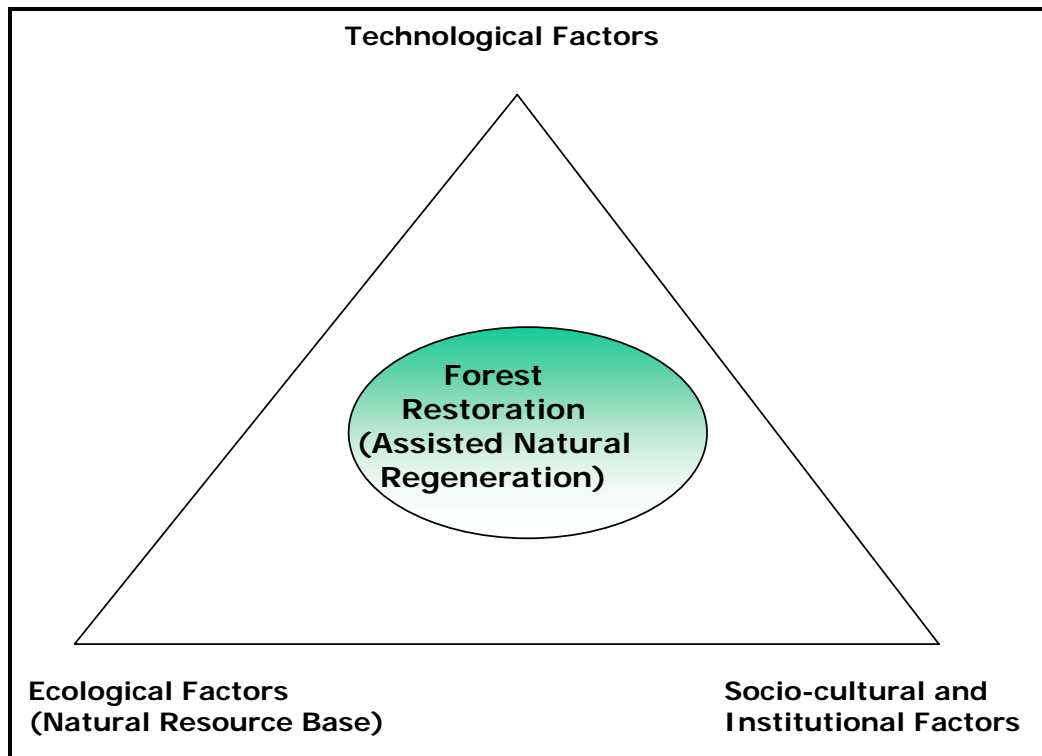 Technological Factors
Forest
Restoration
(Assisted Natural
Regeneration)
Ecological Factors
(Natural Resource Base)
Socio-cultural and
Institutional Factors